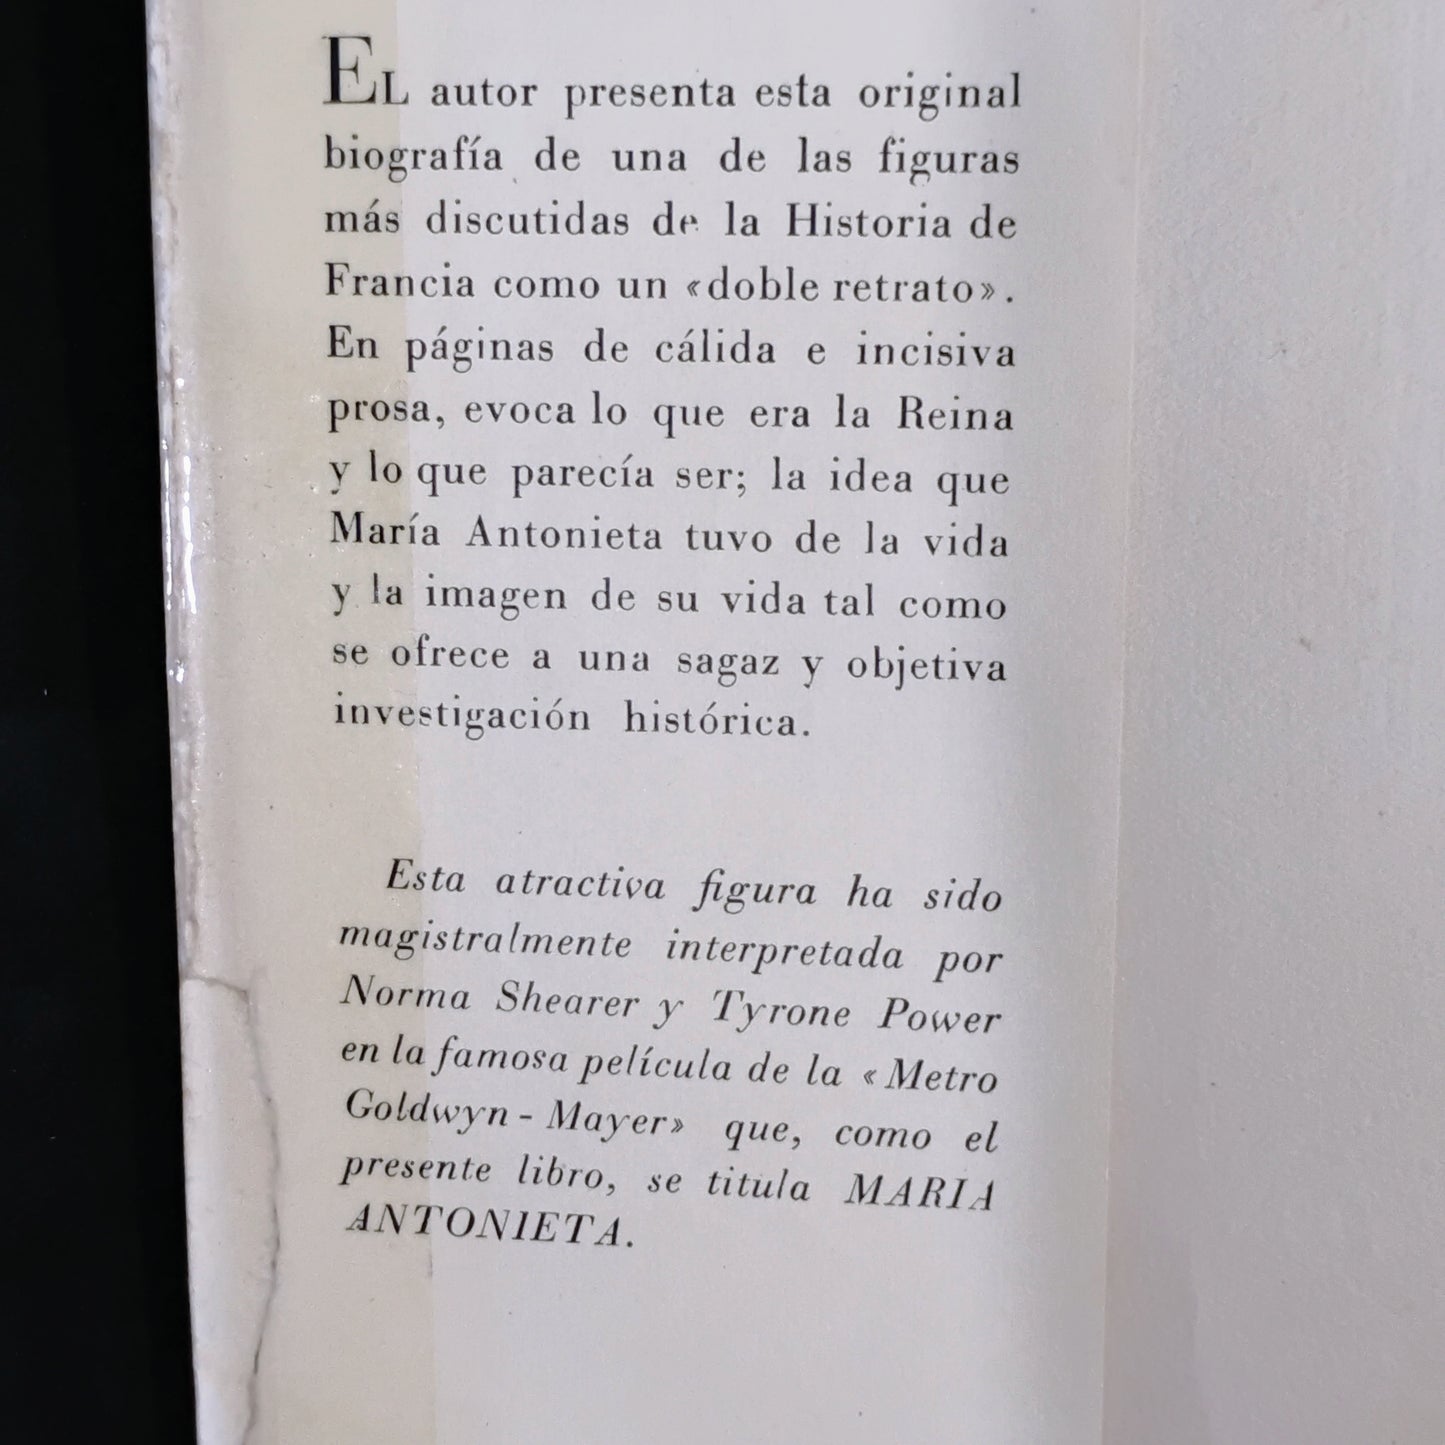 EL autor presenta esta original
biografía de una de las figuras
más discutidas de la Historia de
Francia como un «doble retrato».
En páginas de cálida e incisiva
prosa, evoca lo que era la Reina
y lo que parecía ser; la idea que
María Antonieta tuvo de la vida
y la imagen de su vida tal como
se ofrece a una sagaz y objetiva
investigación histórica.
Esta atractiva figura ha sido
magistralmente interpretada por
Norma Shearer y Tyrone Power
en la famosa película de la «Metro
Goldwyn-Mayer» que, como el
presente libro, se titula MARIA
ANTONIETA.